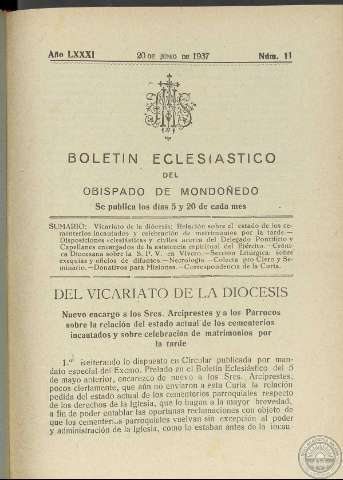 Año LXXXI 20 DE JUNIO DE 1937 Núm. 11
BOLETIN ECLESIASTICO
DEL
OBISPADO DE MONDOÑEDO
Se publica los días 5 y 20 de cada mes
SUMARIO: Vicariato de la diócesis: Relación sobre el estado de los ce-
menterios incautados y celebración de matrimonios por la tarde.—
Disposiciones eclesiásticas y civiles acerca del Delegado Pontificio y
Capellanes encargados de la asistencia espiritual del Ejército.—Cróni-
ca Diocesana sobre la S. P. V. en Vivero.—Sección Litúrgica: sobre
exequias y oficios de difuntos.—Necrología.—Colecta pro Clero y Se-
minario.—Donativos para Misiones.—Correspondencia de la Curia.
DEL VICARIATO DE LA DIOCESIS
Nuevo encargo a los Sres. Arciprestes y a los Párrocos
sobre la relación del estado actual de los cementerios
incautados y sobre celebración de matrimonios por
la tarde
1.º Reiterando lo dispuesto en Circular publicada por man-
dato especial del Excmo. Prelado en el Boletín Eclesiástico del 5
de mayo anterior, encarezco de nuevo a los Sres. Arciprestes,
pocos ciertamente, que aún no enviaron a esta Curia la relación
pedida del estado actual de los cementerios parroquiales respecto
de los derechos de la Iglesia, que lo hagan a la mayor brevedad,
a fin de poder entablar las oportunas reclamaciones con objeto de
que los cementerios parroquiales vuelvan sin excepción al poder
y administración de la Iglesia, como lo estaban antes de la incau